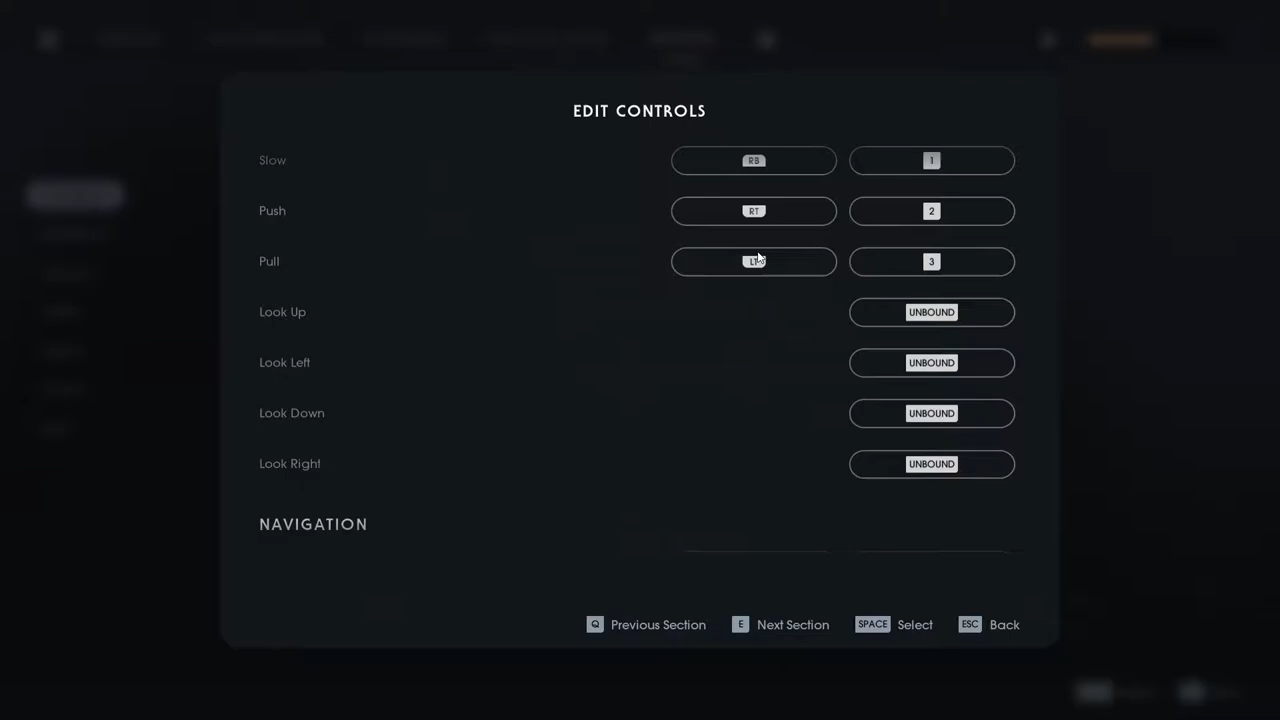 EDIT CONTROLS
Slow RB 1
Push RT 2
Pull 3
Look Up UNBOUND
Look Left UNBOUND
Look Down UNBOUND
Look Right UNBOUND
NAVIGATION
Q Previous Section E Next Section SPACE Select ESC Back